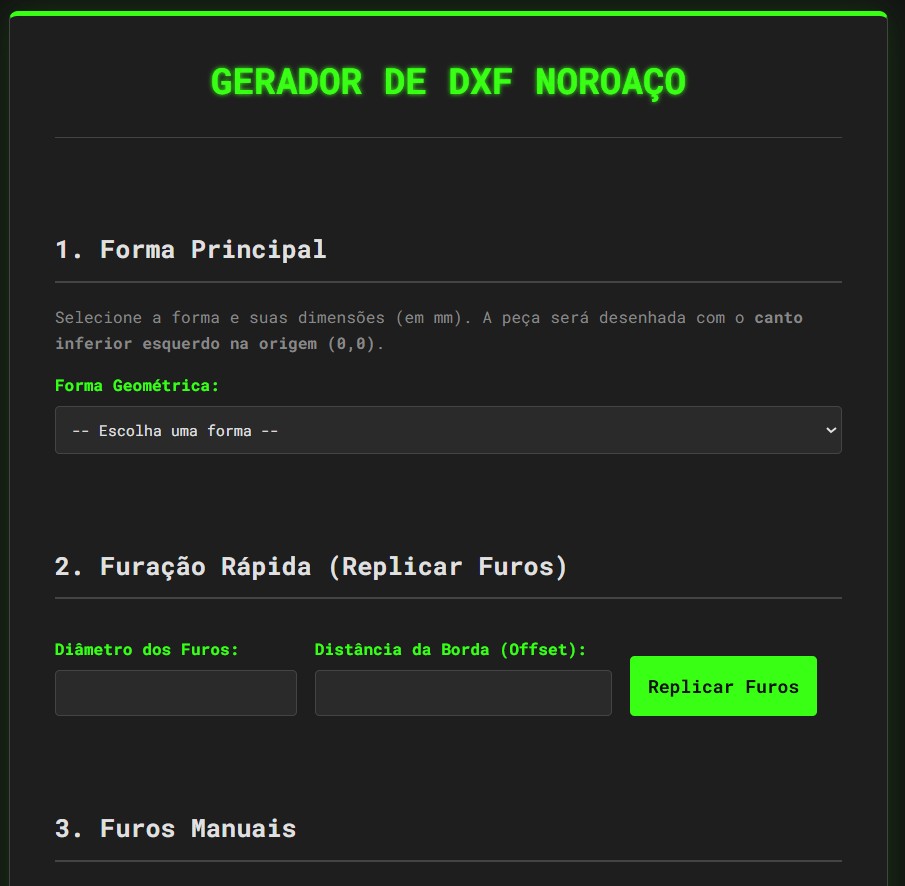 GERADOR DE DXF NOROAÇO
1. Forma Principal
Selecione a forma e suas dimensões (em mm). A peça será desenhada com o canto
inferior esquerdo na origem (0,0).
Forma Geométrica:
-- Escolha uma forma --
2. Furação Rápida (Replicar Furos)
Diâmetro dos Furos: Distância da Borda (Offset):
Replicar Furos
3. Furos Manuais